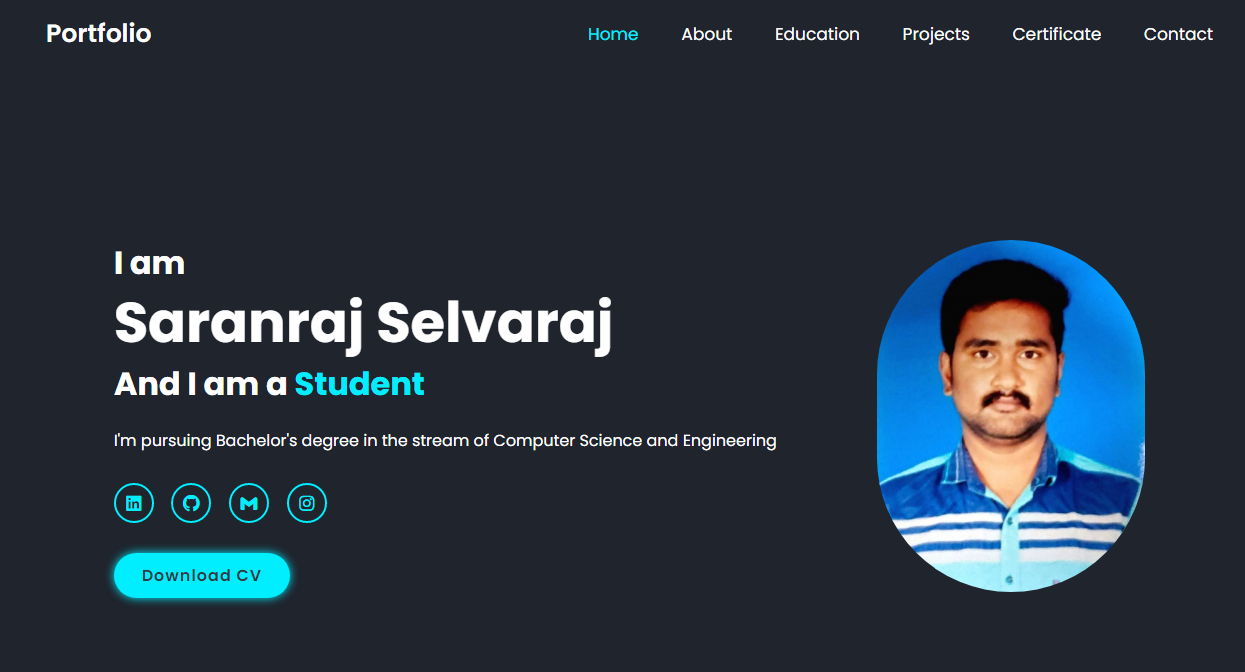 Portfolio
Home About Education Projects Certificate Contact
I am
Saranraj Selvaraj
And I am a Student
I'm pursuing Bachelor's degree in the stream of Computer Science and Engineering
Download CV